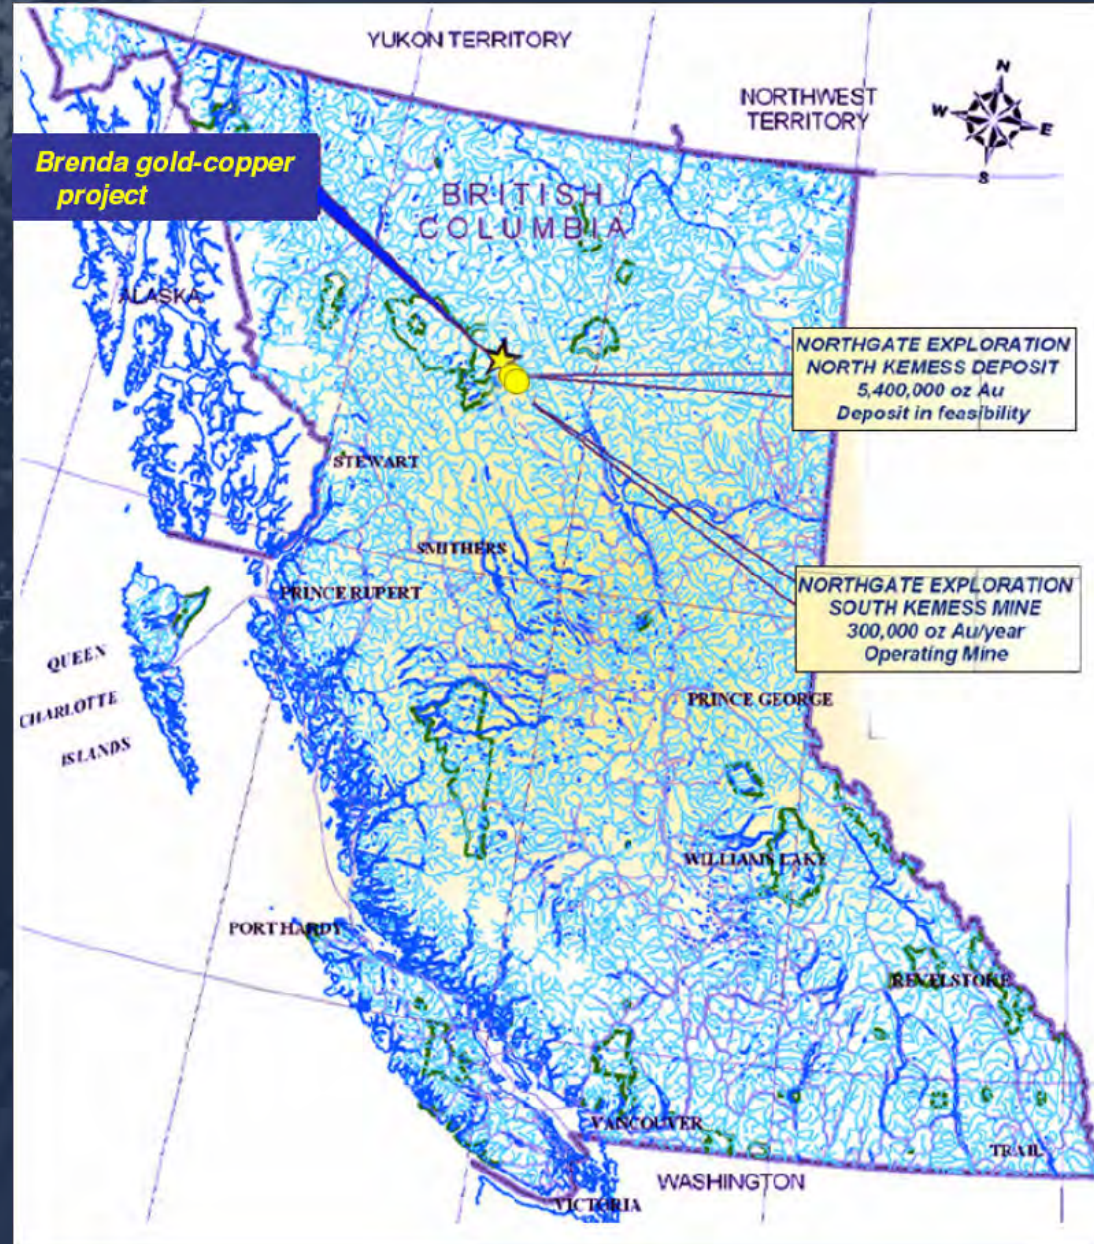 YUKON TERRITORY
NORTHWEST
TERRITORY
N
W
E
S
Brenda gold-copper
project
BRITISH
COLUMBIA
ALASKA
NORTHGATE EXPLORATION
NORTH KEMESS DEPOSIT
5,400,000 oz Au
Deposit in feasibility
STEWART
SMITHERS
PRINCE RUPERT
NORTHGATE EXPLORATION
SOUTH KEMESS MINE
300,000 oz Au/year
Operating Mine
QUEEN
CHARLOTTE
ISLANDS
PRINCE GEORGE
WILLIAMS LAKE
PORT HARDY
REVELSTOKE
VANCOUVER
TRAIL
WASHINGTON
VICTORIA